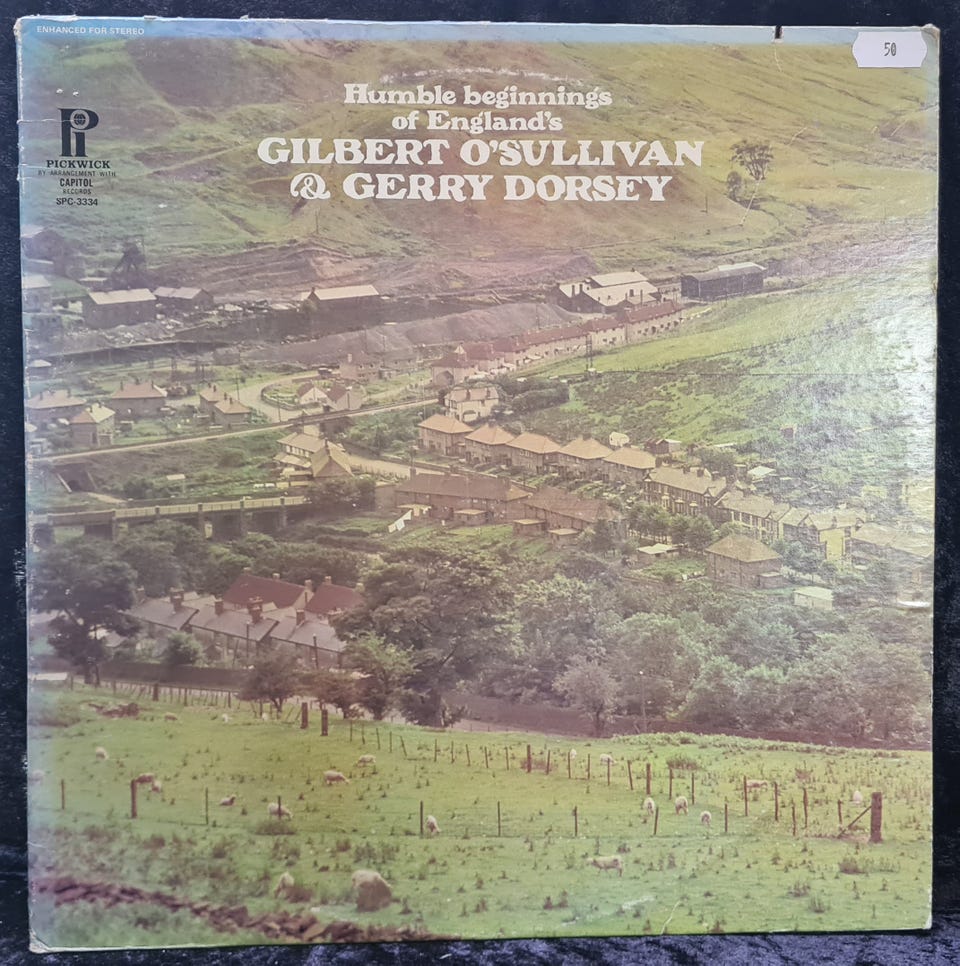 ENHANCED FOR STEREO
50
Humble beginnings
of England's
GILBERT O'SULLIVAN
& GERRY DORSEY
Pi
PICKWICK
BY ARRANGEMENT WITH
CAPITOL
RECORDS
SPC-3334